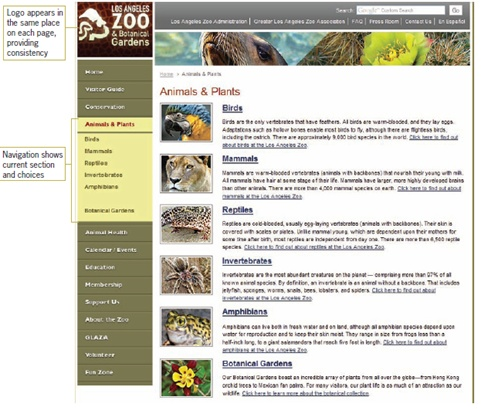 Logo appears in
the same place
on each page,
providing
consistency
LOS ANGELES
ZOO
& Botanical
Gardens
Search: Google Custom Search Go
Los Angeles Zoo Administration | Greater Los Angeles Zoo Association | FAQ | Press Room | Contact Us | En Español
Home > Animals & Plants
Home
Visitor Guide
Conservation
Animals & Plants
Birds
Mammals
Reptiles
Invertebrates
Amphibians
Botanical Gardens
Animal Health
Calendar / Events
Education
Membership
Support Us
About the Zoo
GLAZA
Volunteer
Fun Zone
Navigation shows
current section
and choices
Animals & Plants
Birds
Birds are the only vertebrates that have feathers. All birds are warm-blooded, and they lay eggs.
Adaptations such as hollow bones enable most birds to fly, although there are flightless birds,
including the ostrich. There are approximately 9,000 bird species in the world. Click here to find out
about birds at the Los Angeles Zoo.
Mammals
Mammals are warm-blooded vertebrates (animals with backbones) that nourish their young with milk.
All mammals have hair at some stage of their life. Mammals have larger, more highly developed brains
than other animals. There are more than 4,000 mammal species on earth. Click here to find out about
mammals at the Los Angeles Zoo.
Reptiles
Reptiles are cold-blooded, usually egg-laying vertebrates (animals with backbones). Their skin is
covered with scales or plates. Unlike mammal young, which are dependent upon their mothers for
some time after birth, most reptiles are independent from day one. There are more than 6,500 reptile
species. Click here to find out about reptiles at the Los Angeles Zoo.
Invertebrates
Invertebrates are the most abundant creatures on the planet — comprising more than 97% of all
known animal species. By definition, an invertebrate is an animal without a backbone. That includes
jellyfish, sponges, worms, snails, bees, lobsters, and spiders. Click here to find out about
invertebrates at the Los Angeles Zoo.
Amphibians
Amphibians can live both in fresh water and on land, although all amphibian species depend upon
water for reproduction and to keep their skin moist. They range in size from frogs less than a
half-inch long, to giant salamanders that reach five feet in length. Click here to find out about
amphibians at the Los Angeles Zoo.
Botanical Gardens
Our Botanical Gardens boast an incredible array of plants from all over the globe—from Hong Kong
orchid trees to Mexican fan palms. For many visitors, our plant life is as much of an attraction as our
wildlife. Click here to learn more about the botanical collection.